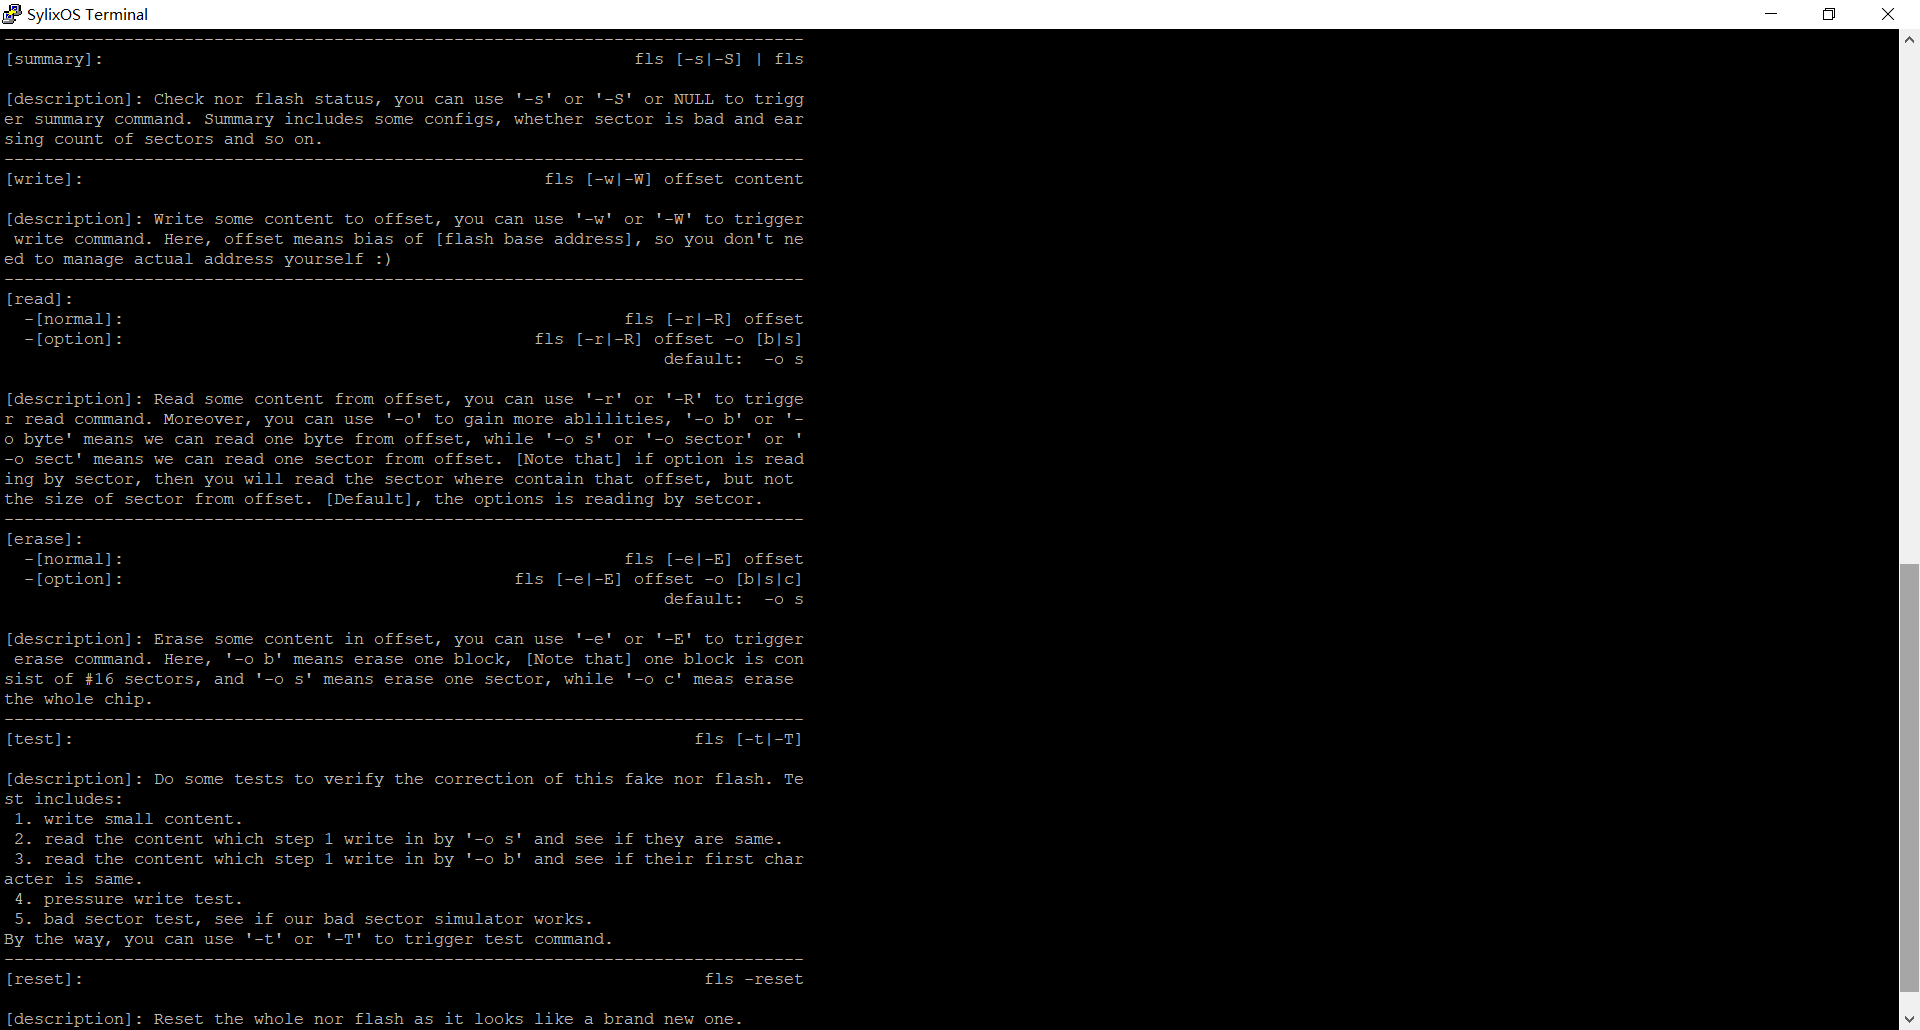 SylixOS Terminal
--------------------------------------------------------------------------------
[summary]:                                                     fls [-s|-S] | fls
[description]: Check nor flash status, you can use '-s' or '-S' or NULL to trigg
er summary command. Summary includes some configs, whether sector is bad and ear
sing count of sectors and so on.
--------------------------------------------------------------------------------
[write]:                                              fls [-w|-W] offset content
[description]: Write some content to offset, you can use '-w' or '-W' to trigger
 write command. Here, offset means bias of [flash base address], so you don't ne
ed to manage actual address yourself :)
--------------------------------------------------------------------------------
[read]:
  -[normal]:                                                  fls [-r|-R] offset
  -[option]:                                         fls [-r|-R] offset -o [b|s]
                                                                  default:  -o s
[description]: Read some content from offset, you can use '-r' or '-R' to trigge
r read command. Moreover, you can use '-o' to gain more ablilities, '-o b' or '-
o byte' means we can read one byte from offset, while '-o s' or '-o sector' or '
-o sect' means we can read one sector from offset. [Note that] if option is read
ing by sector, then you will read the sector where contain that offset, but not
the size of sector from offset. [Default], the options is reading by setcor.
--------------------------------------------------------------------------------
[erase]:
  -[normal]:                                                  fls [-e|-E] offset
  -[option]:                                       fls [-e|-E] offset -o [b|s|c]
                                                                  default:  -o s
[description]: Erase some content in offset, you can use '-e' or '-E' to trigger
 erase command. Here, '-o b' means erase one block, [Note that] one block is con
sist of #16 sectors, and '-o s' means erase one sector, while '-o c' meas erase
the whole chip.
--------------------------------------------------------------------------------
[test]:                                                              fls [-t|-T]
[description]: Do some tests to verify the correction of this fake nor flash. Te
st includes:
 1. write small content.
 2. read the content which step 1 write in by '-o s' and see if they are same.
 3. read the content which step 1 write in by '-o b' and see if their first char
acter is same.
 4. pressure write test.
 5. bad sector test, see if our bad sector simulator works.
By the way, you can use '-t' or '-T' to trigger test command.
--------------------------------------------------------------------------------
[reset]:                                                              fls -reset
[description]: Reset the whole nor flash as it looks like a brand new one.